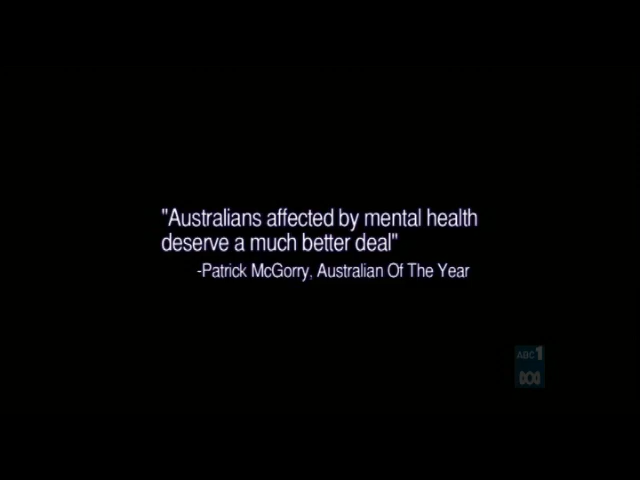 "Australians affected by mental health
deserve a much better deal"
-Patrick McGorry, Australian Of The Year
ABC1